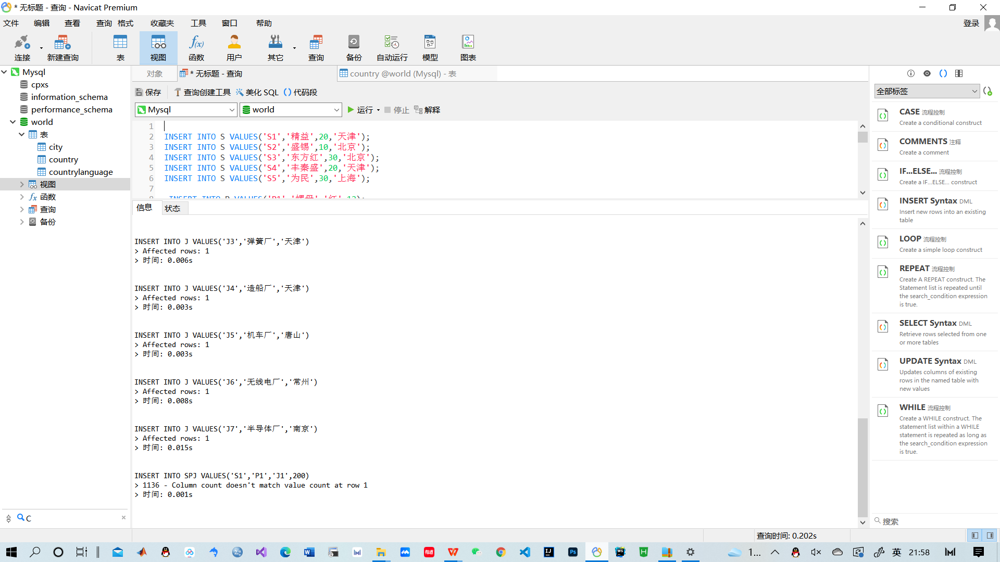 * 无标题 - 查询 - Navicat Premium
文件 编辑 查看 查询 格式 收藏夹 工具 窗口 帮助 登录
连接 新建查询 表 视图 函数 用户 其它 查询 备份 自动运行 模型 图表
Mysql
cpxs
information_schema
performance_schema
world
表
city
country
countrylanguage
视图
函数
查询
备份
C
对象 * 无标题 - 查询 country @world (Mysql) - 表
保存 查询创建工具 美化 SQL 代码段
Mysql world 运行 停止 解释
1
2 INSERT INTO S VALUES('S1','精益',20,'天津');
3 INSERT INTO S VALUES('S2','盛锡',10,'北京');
4 INSERT INTO S VALUES('S3','东方红',30,'北京');
5 INSERT INTO S VALUES('S4','丰秦盛',20,'天津');
6 INSERT INTO S VALUES('S5','为民',30,'上海');
7
8 INSERT INTO P VALUES('P1','螺母','红',12);
信息 状态
INSERT INTO J VALUES('J3','弹簧厂','天津')
> Affected rows: 1
> 时间: 0.006s
INSERT INTO J VALUES('J4','造船厂','天津')
> Affected rows: 1
> 时间: 0.003s
INSERT INTO J VALUES('J5','机车厂','唐山')
> Affected rows: 1
> 时间: 0.003s
INSERT INTO J VALUES('J6','无线电厂','常州')
> Affected rows: 1
> 时间: 0.008s
INSERT INTO J VALUES('J7','半导体厂','南京')
> Affected rows: 1
> 时间: 0.015s
INSERT INTO SPJ VALUES('S1','P1','J1',200)
> 1136 - Column count doesn't match value count at row 1
> 时间: 0.001s
全部标签
CASE 流程控制
Create a conditional construct
COMMENTS 注释
Create a comment
IF...ELSE... 流程控制
Create a IF...ELSE... construct
INSERT Syntax DML
Insert new rows into an existing
table
LOOP 流程控制
Create a simple loop construct
REPEAT 流程控制
Create A REPEAT construct. The
Statement list is repeated until
the search_condition expression
is true.
SELECT Syntax DML
Retrieve rows selected from one
or more tables
UPDATE Syntax DML
Updates columns of existing
rows in the named table with
new values
WHILE 流程控制
Create a WHILE construct. The
statement list within a WHILE
statement is repeated as long as
the search_condition expression
is true.
搜索
查询时间: 0.202s
1... 英 21:58